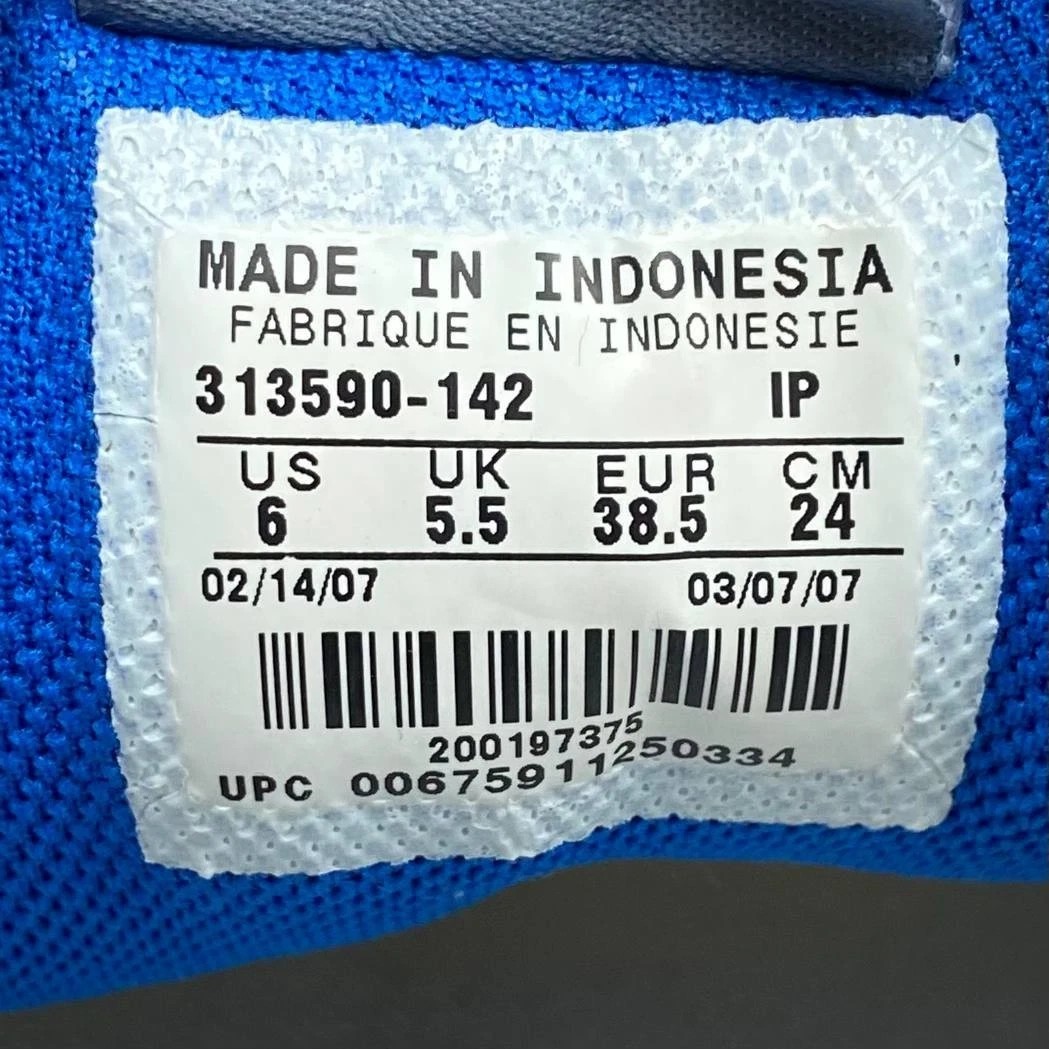 MADE IN INDONESIA
FABRIQUE EN INDONESIE
313590-142 IP
US UK EUR CM
6 5.5 38.5 24
02/14/07 03/07/07
200197375
UPC 00675911250334